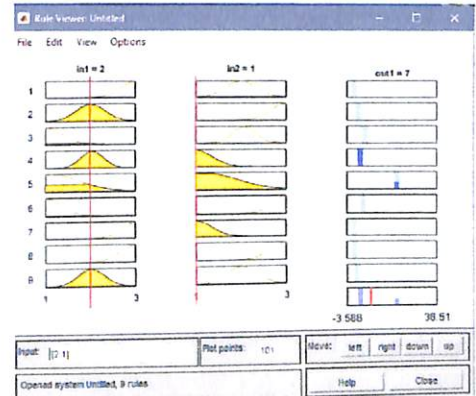 Rule Viewer: Untitled
File Edit View Options
in1 = 2 in2 = 1 out1 = 7
1
2
3
4
5
6
7
8
9
1 3 1 3
-3.588 38.51
Input: [2 1] Plot points: 101 Move: left right down up
Opened system Untitled, 9 rules Help Close